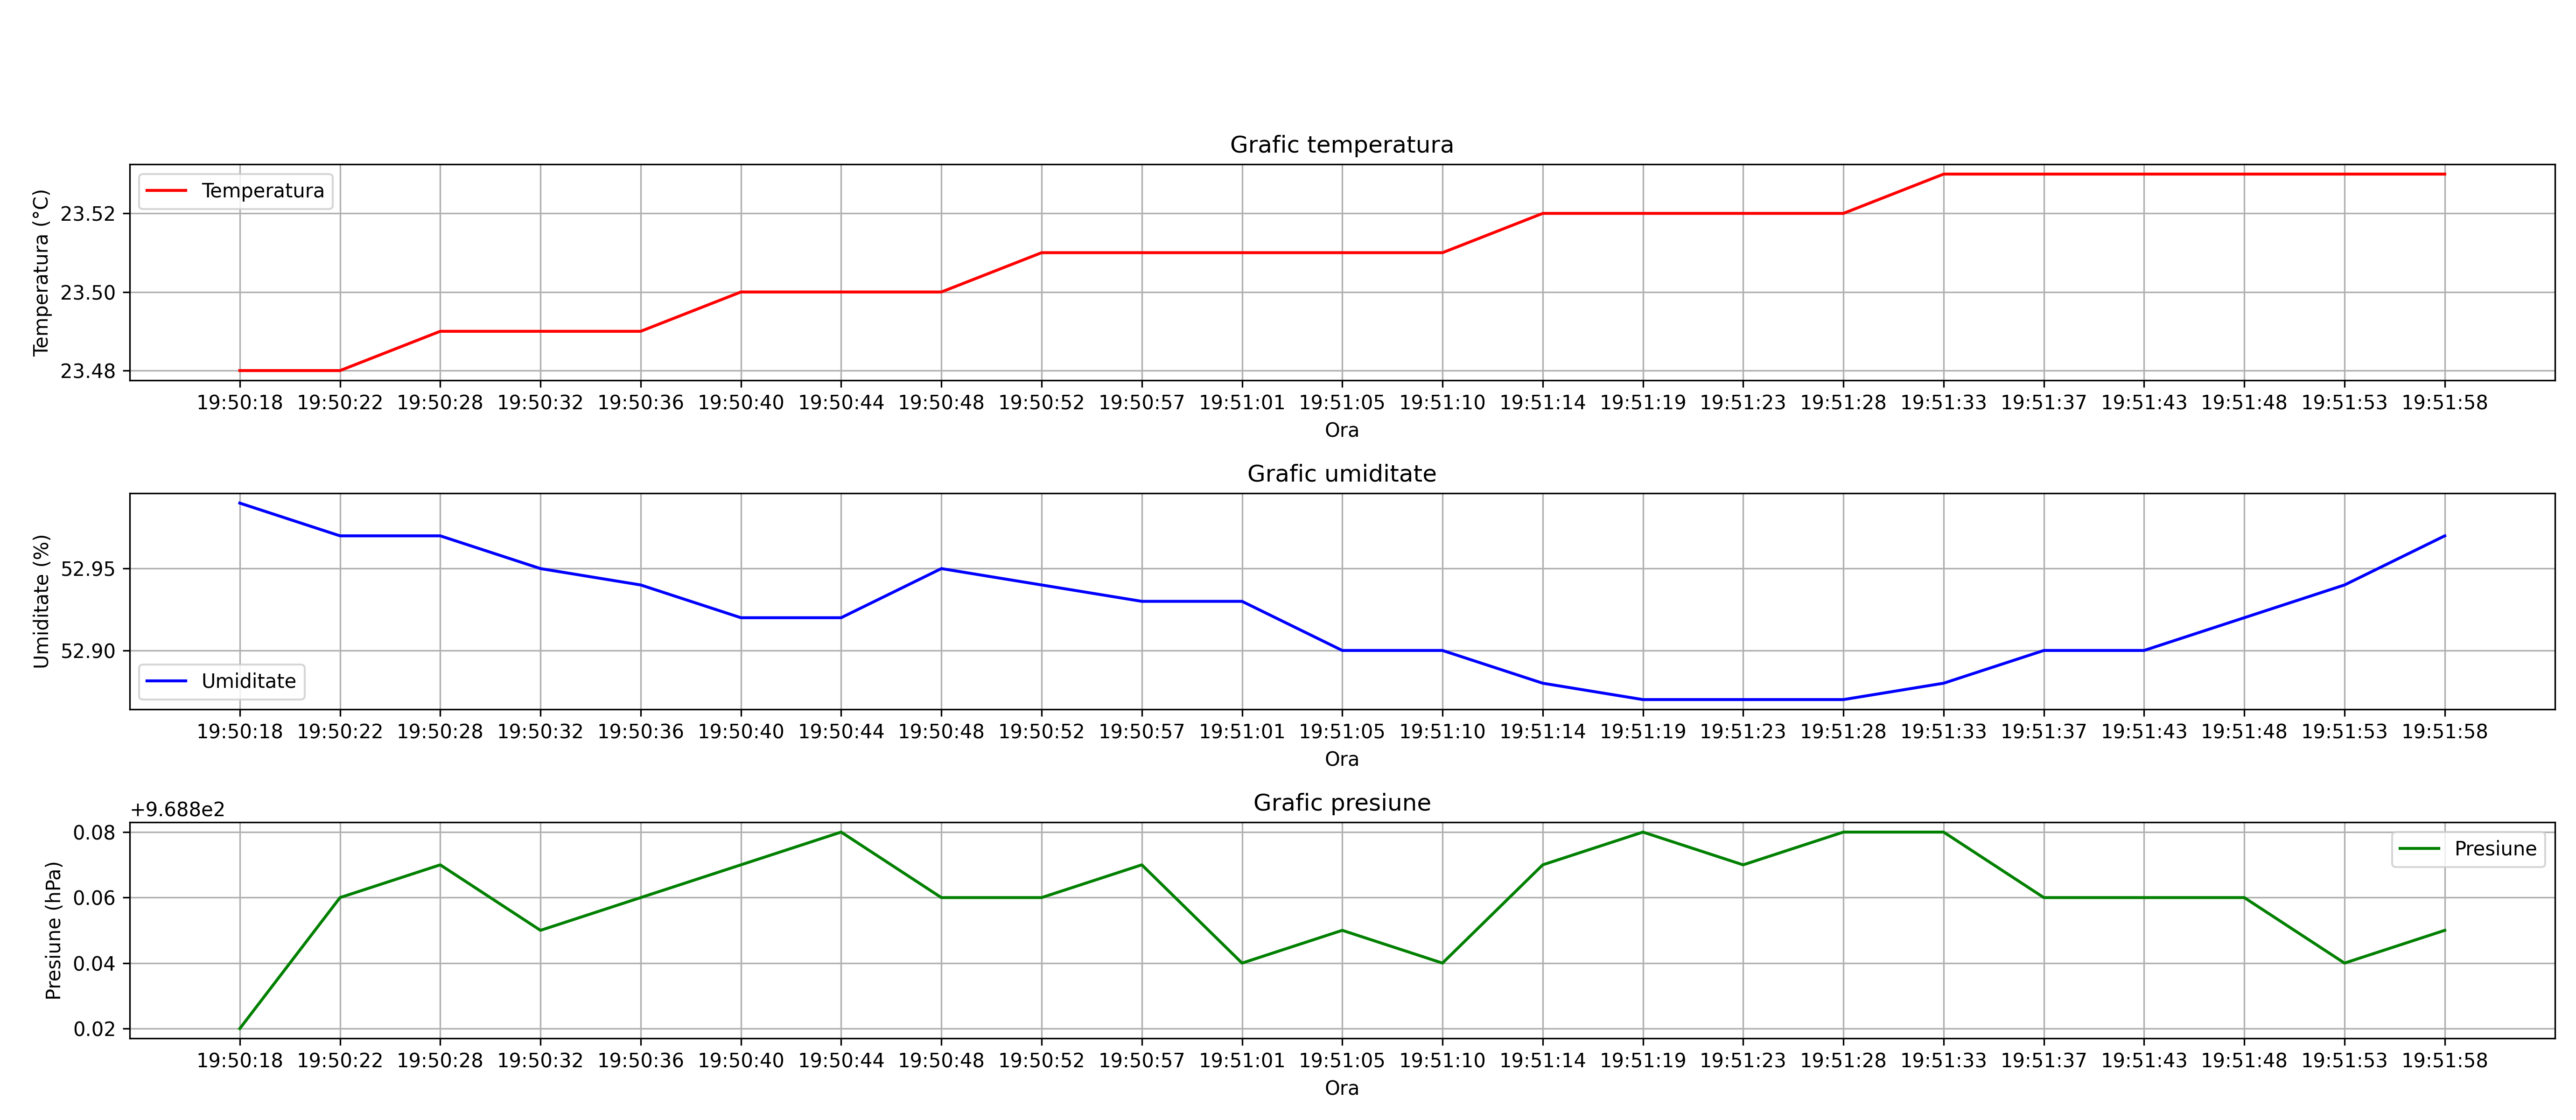 Grafic temperatura
Temperatura
Temperatura (°C)
23.52
23.50
23.48
19:50:18 19:50:22 19:50:28 19:50:32 19:50:36 19:50:40 19:50:44 19:50:48 19:50:52 19:50:57 19:51:01 19:51:05 19:51:10 19:51:14 19:51:19 19:51:23 19:51:28 19:51:33 19:51:37 19:51:43 19:51:48 19:51:53 19:51:58
Ora
Grafic umiditate
Umiditate (%)
52.95
52.90
Umiditate
19:50:18 19:50:22 19:50:28 19:50:32 19:50:36 19:50:40 19:50:44 19:50:48 19:50:52 19:50:57 19:51:01 19:51:05 19:51:10 19:51:14 19:51:19 19:51:23 19:51:28 19:51:33 19:51:37 19:51:43 19:51:48 19:51:53 19:51:58
Ora
Grafic presiune
+9.688e2
Presiune
Presiune (hPa)
0.08
0.06
0.04
0.02
19:50:18 19:50:22 19:50:28 19:50:32 19:50:36 19:50:40 19:50:44 19:50:48 19:50:52 19:50:57 19:51:01 19:51:05 19:51:10 19:51:14 19:51:19 19:51:23 19:51:28 19:51:33 19:51:37 19:51:43 19:51:48 19:51:53 19:51:58
Ora